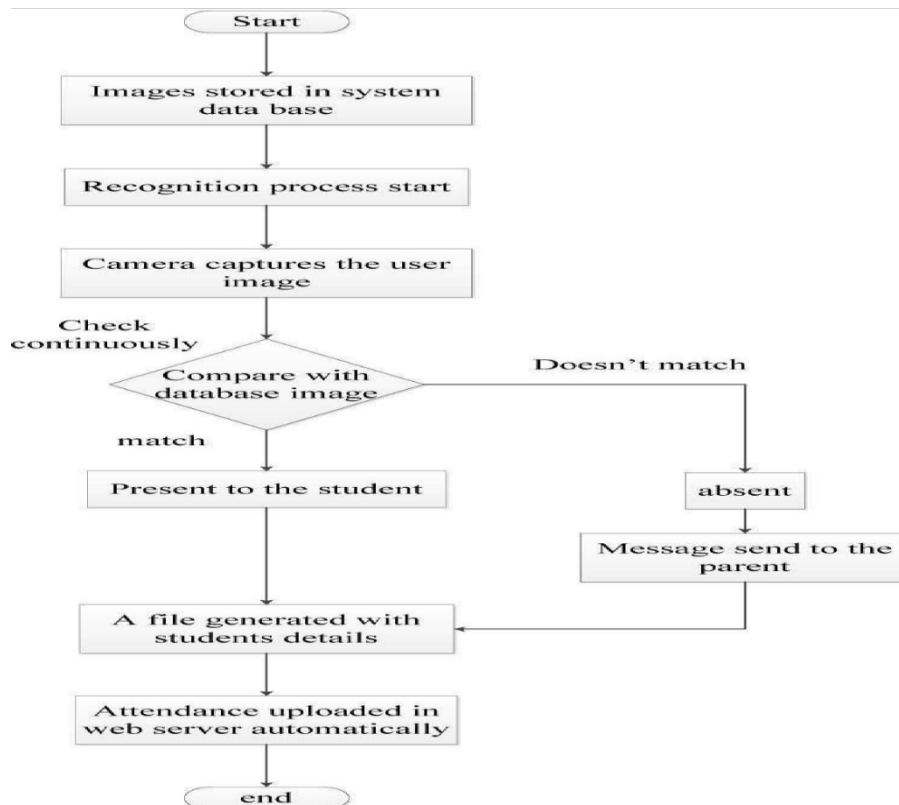 Start
Images stored in system
data base
Recognition process start
Camera captures the user
image
Check
continuously
Compare with
database image
Doesn't match
match
Present to the student
absent
Message send to the
parent
A file generated with
students details
Attendance uploaded in
web server automatically
end